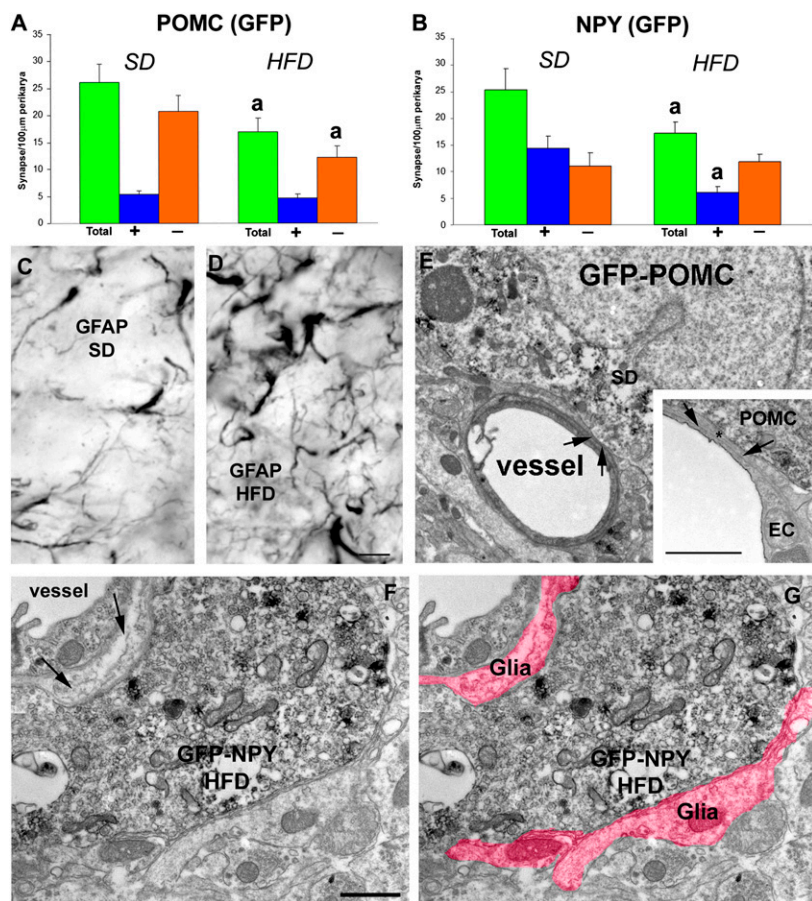 A POMC (GFP)
SD HFD
Synapse/100μm perikarya
35
30
25
20
15
10
5
0
a a
Total + – Total + –
B NPY (GFP)
SD HFD
Synapse/100μm perikarya
35
30
25
20
15
10
5
0
a
a
Total + – Total + –
C
GFAP
SD
D
GFAP
HFD
E
GFP-POMC
SD
vessel
POMC
*
EC
F
vessel
GFP-NPY
HFD
G
Glia
GFP-NPY
HFD
Glia